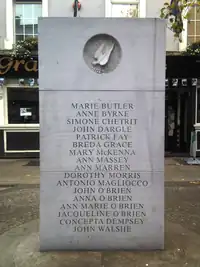 MARIE BUTLER
ANNE BYRNE
SIMONE CHETRIT
JOHN DARGLE
PATRICK FAY
BREDA GRACE
MARY McKENNA
ANN MASSEY
ANN MARREN
DOROTHY MORRIS
ANTONIO MAGLIOCCO
JOHN O'BRIEN
ANNA O'BRIEN
ANN MARIE O'BRIEN
JACQUELINE O'BRIEN
CONCEPTA DEMPSEY
JOHN WALSHE